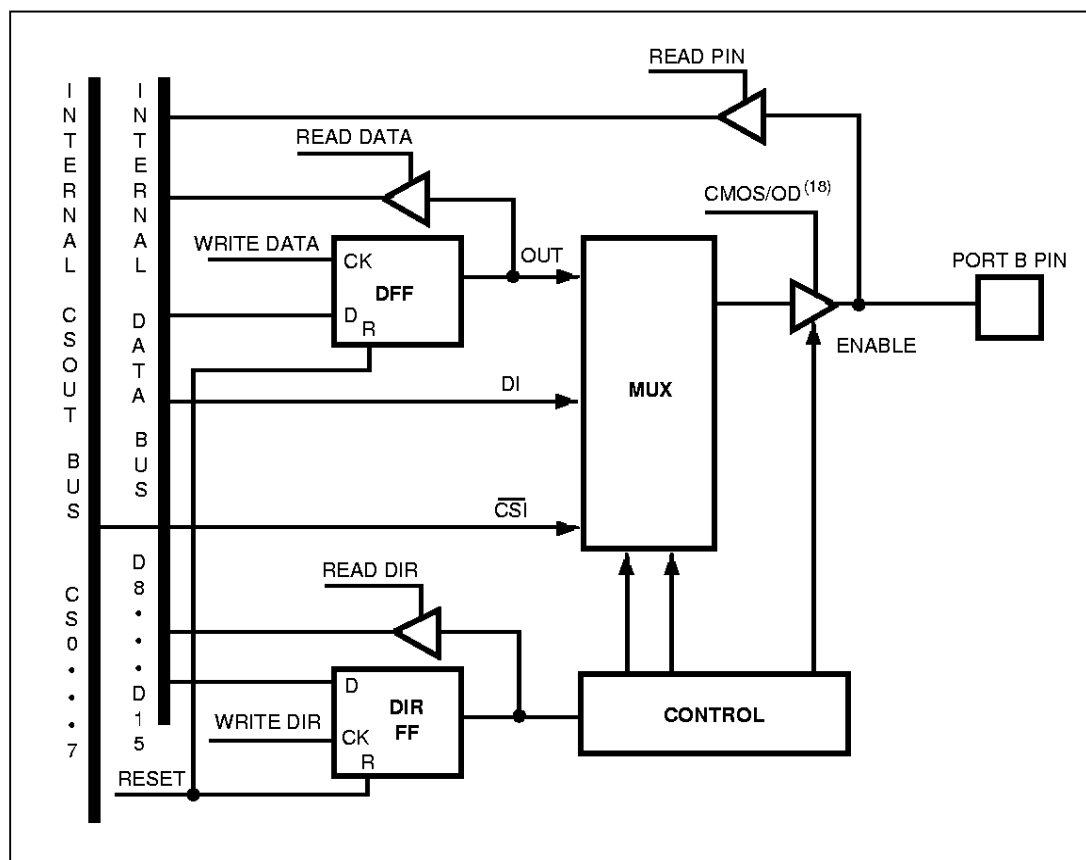 INTERNAL CSOUT BUS CS0•••7
INTERNAL DATA BUS D8•••D15
READ PIN
READ DATA
CMOS/OD(18)
WRITE DATA
CK
DFF
D
R
OUT
PORT B PIN
ENABLE
DI
MUX
CSI
READ DIR
D
DIR
FF
WRITE DIR
CK
R
CONTROL
RESET